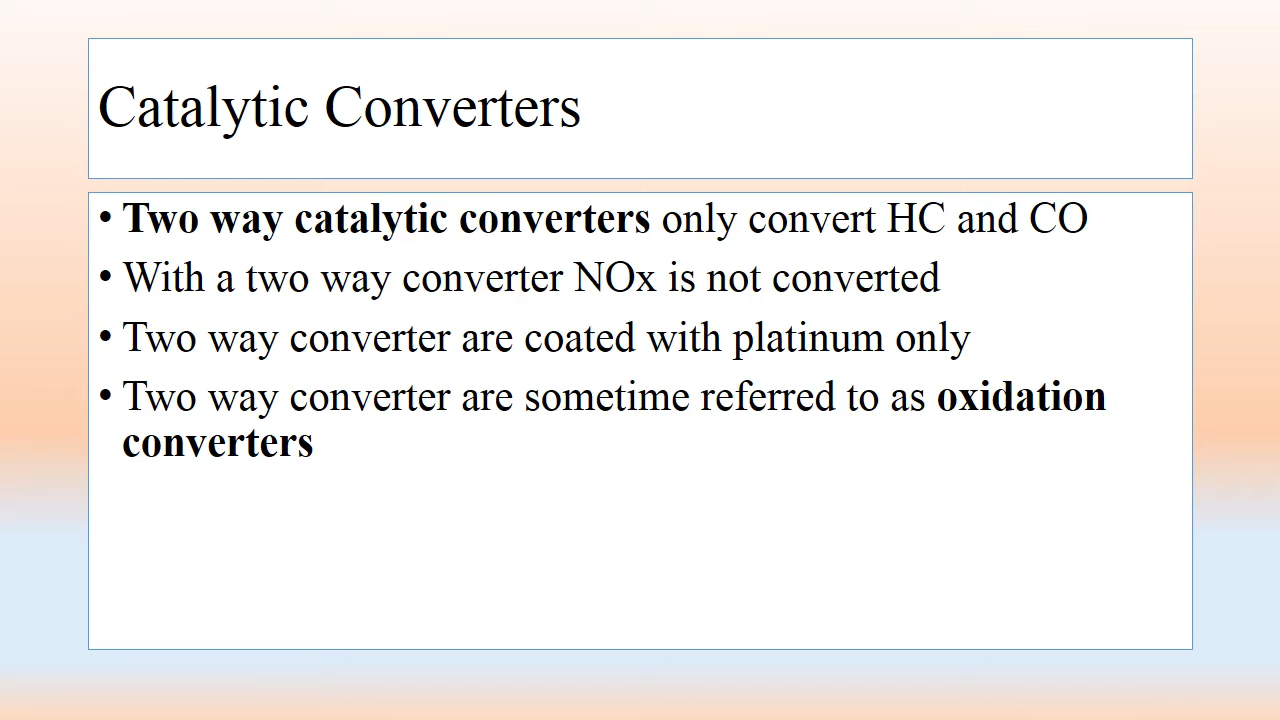 Catalytic Converters
• Two way catalytic converters only convert HC and CO
• With a two way converter NOx is not converted
• Two way converter are coated with platinum only
• Two way converter are sometime referred to as oxidation
converters